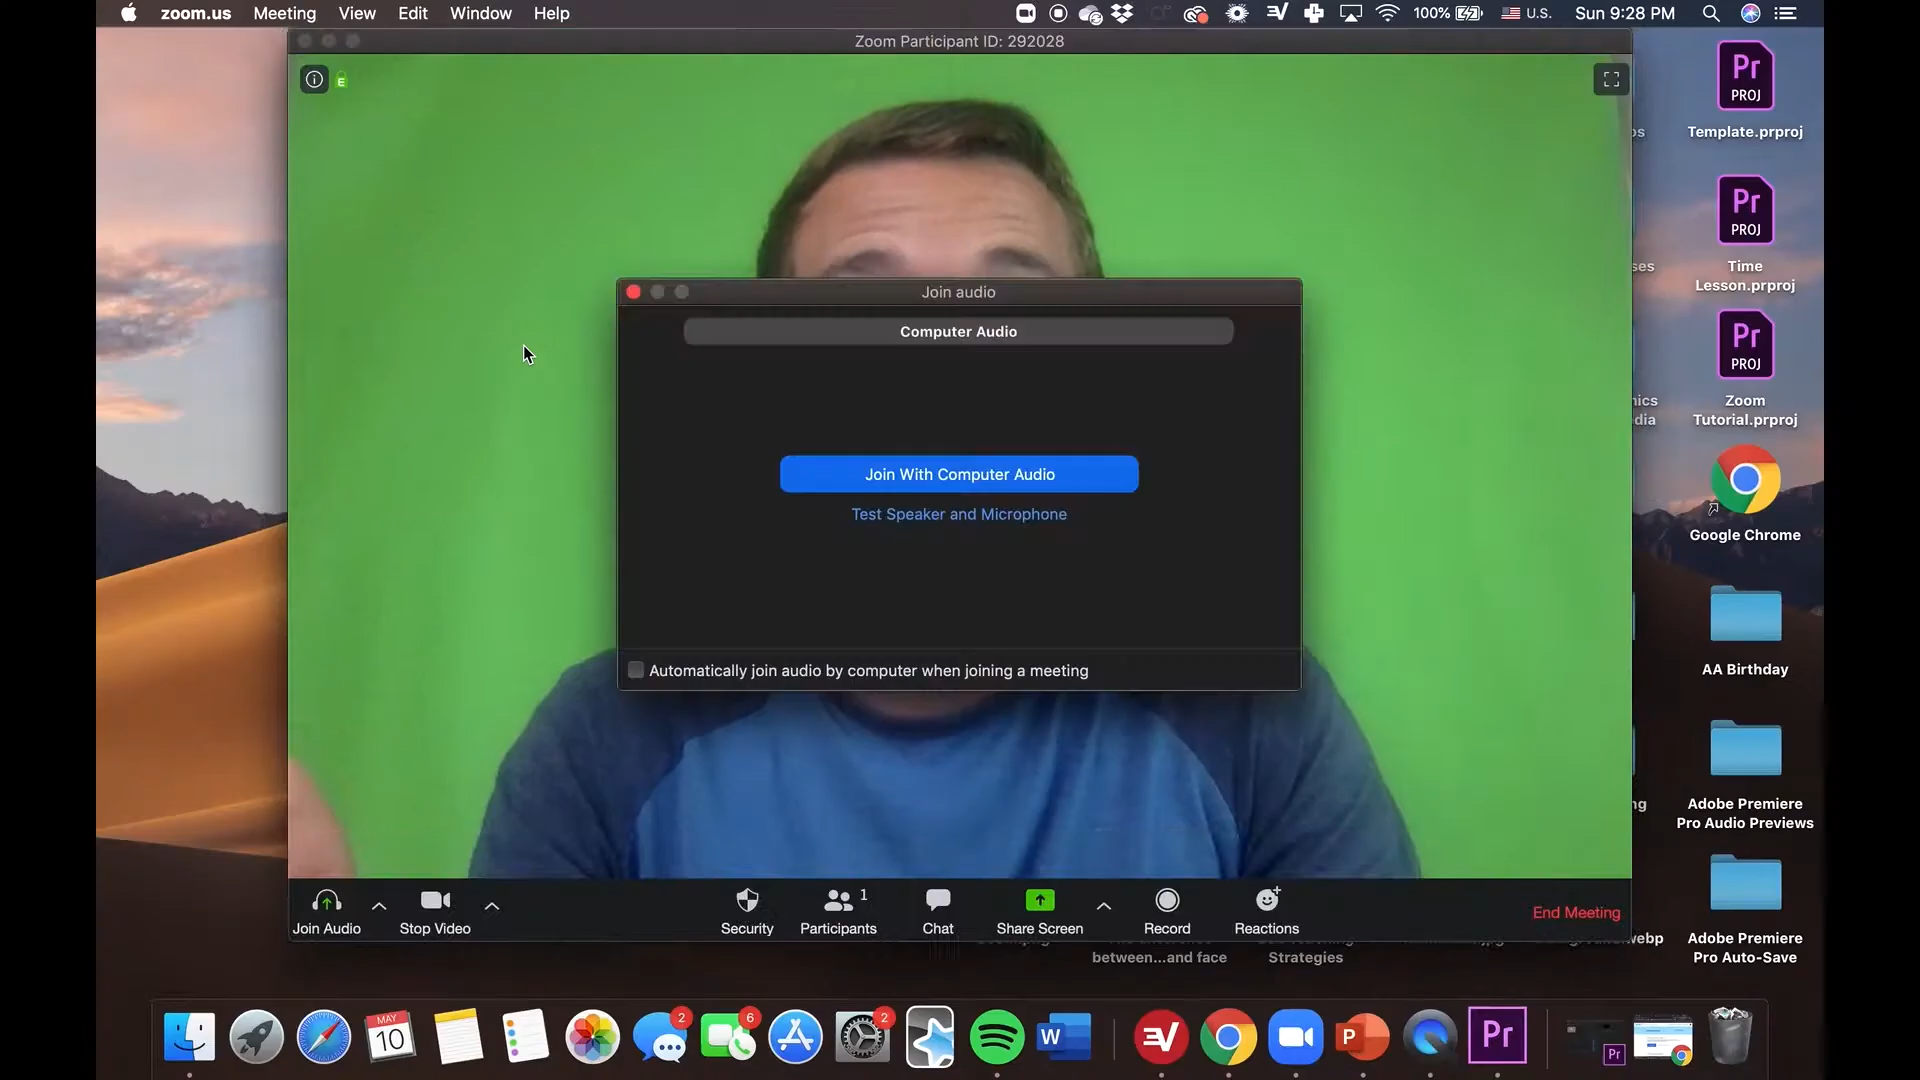 zoom.us Meeting View Edit Window Help
100% U.S. Sun 9:28 PM
Zoom Participant ID: 292028
E
Join audio
Computer Audio
Join With Computer Audio
Test Speaker and Microphone
Automatically join audio by computer when joining a meeting
Join Audio
Stop Video
Security
Participants
1
Chat
Share Screen
Record
Reactions
End Meeting
between...and face
Strategies
Pr
PROJ
Template.prproj
Pr
PROJ
Time
Lesson.prproj
Pr
PROJ
Zoom
Tutorial.prproj
Google Chrome
AA Birthday
Adobe Premiere
Pro Audio Previews
Adobe Premiere
Pro Auto-Save
MAY
10
2
6
2
W
EV
P
Pr
Pr